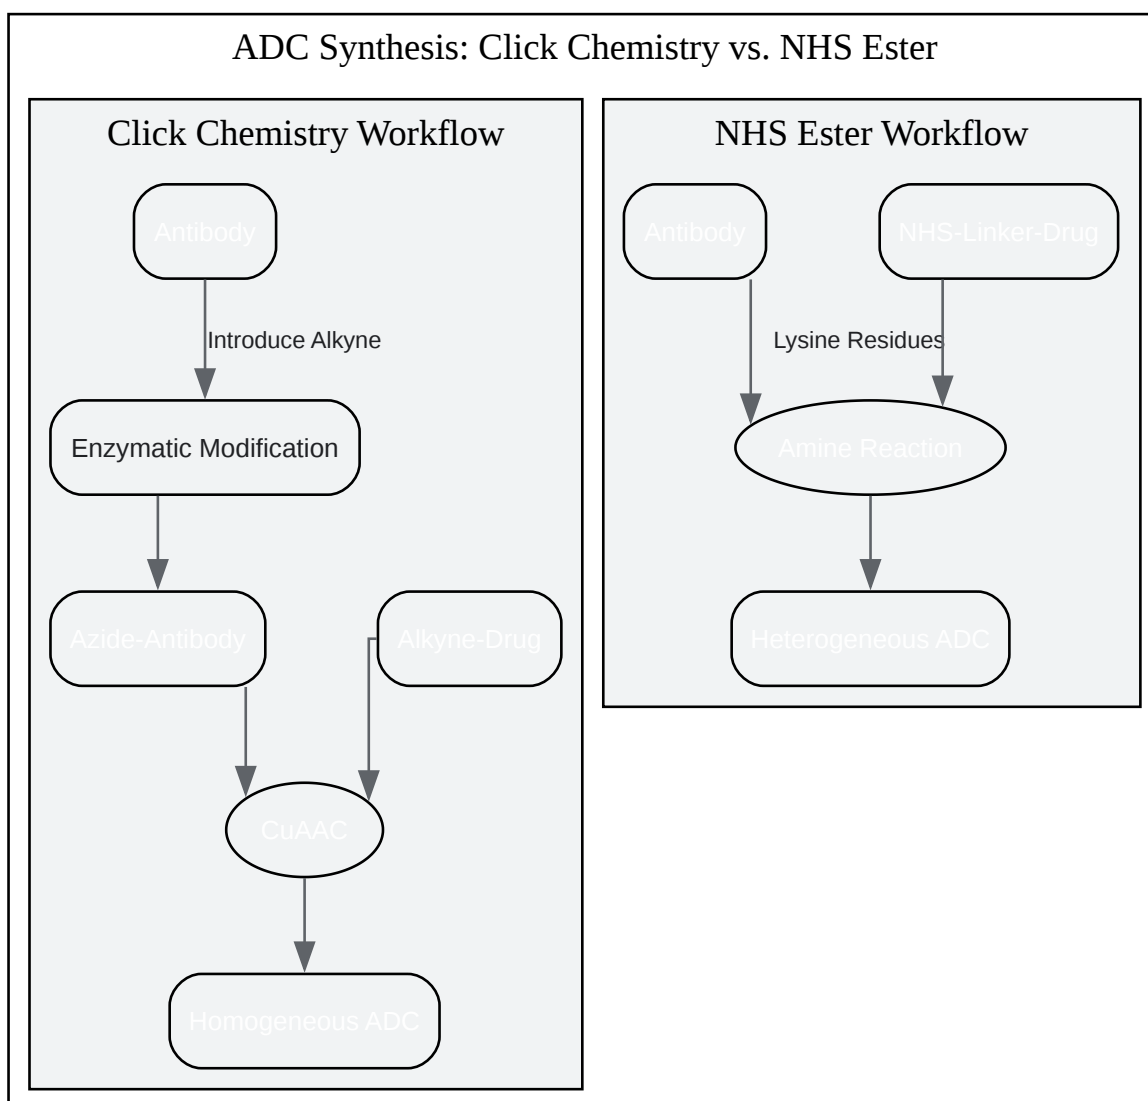 ADC Synthesis: Click Chemistry vs. NHS Ester
Click Chemistry Workflow
Antibody
Introduce Alkyne
Enzymatic Modification
Azide-Antibody
Alkyne-Drug
CuAAC
Homogeneous ADC
NHS Ester Workflow
Antibody
NHS-Linker-Drug
Lysine Residues
Amine Reaction
Heterogeneous ADC